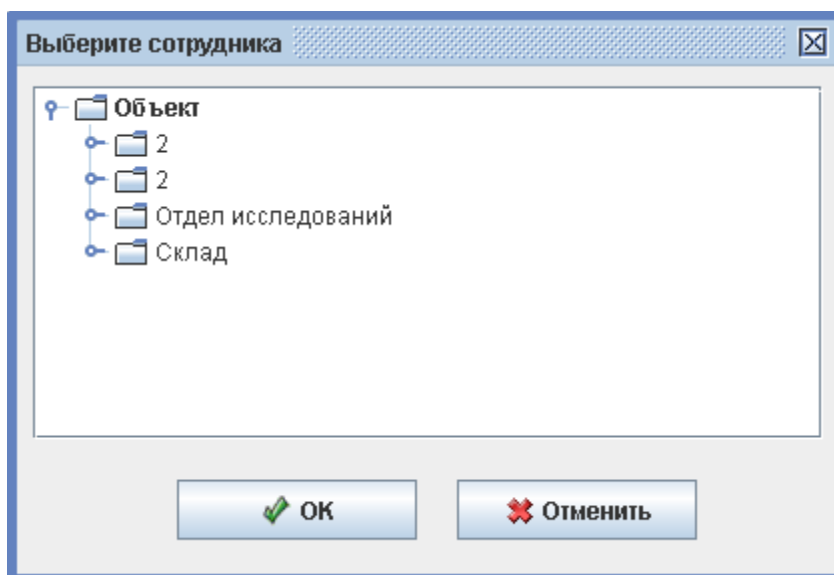 Выберите сотрудника
Объект
2
2
Отдел исследований
Склад
OK
Отменить